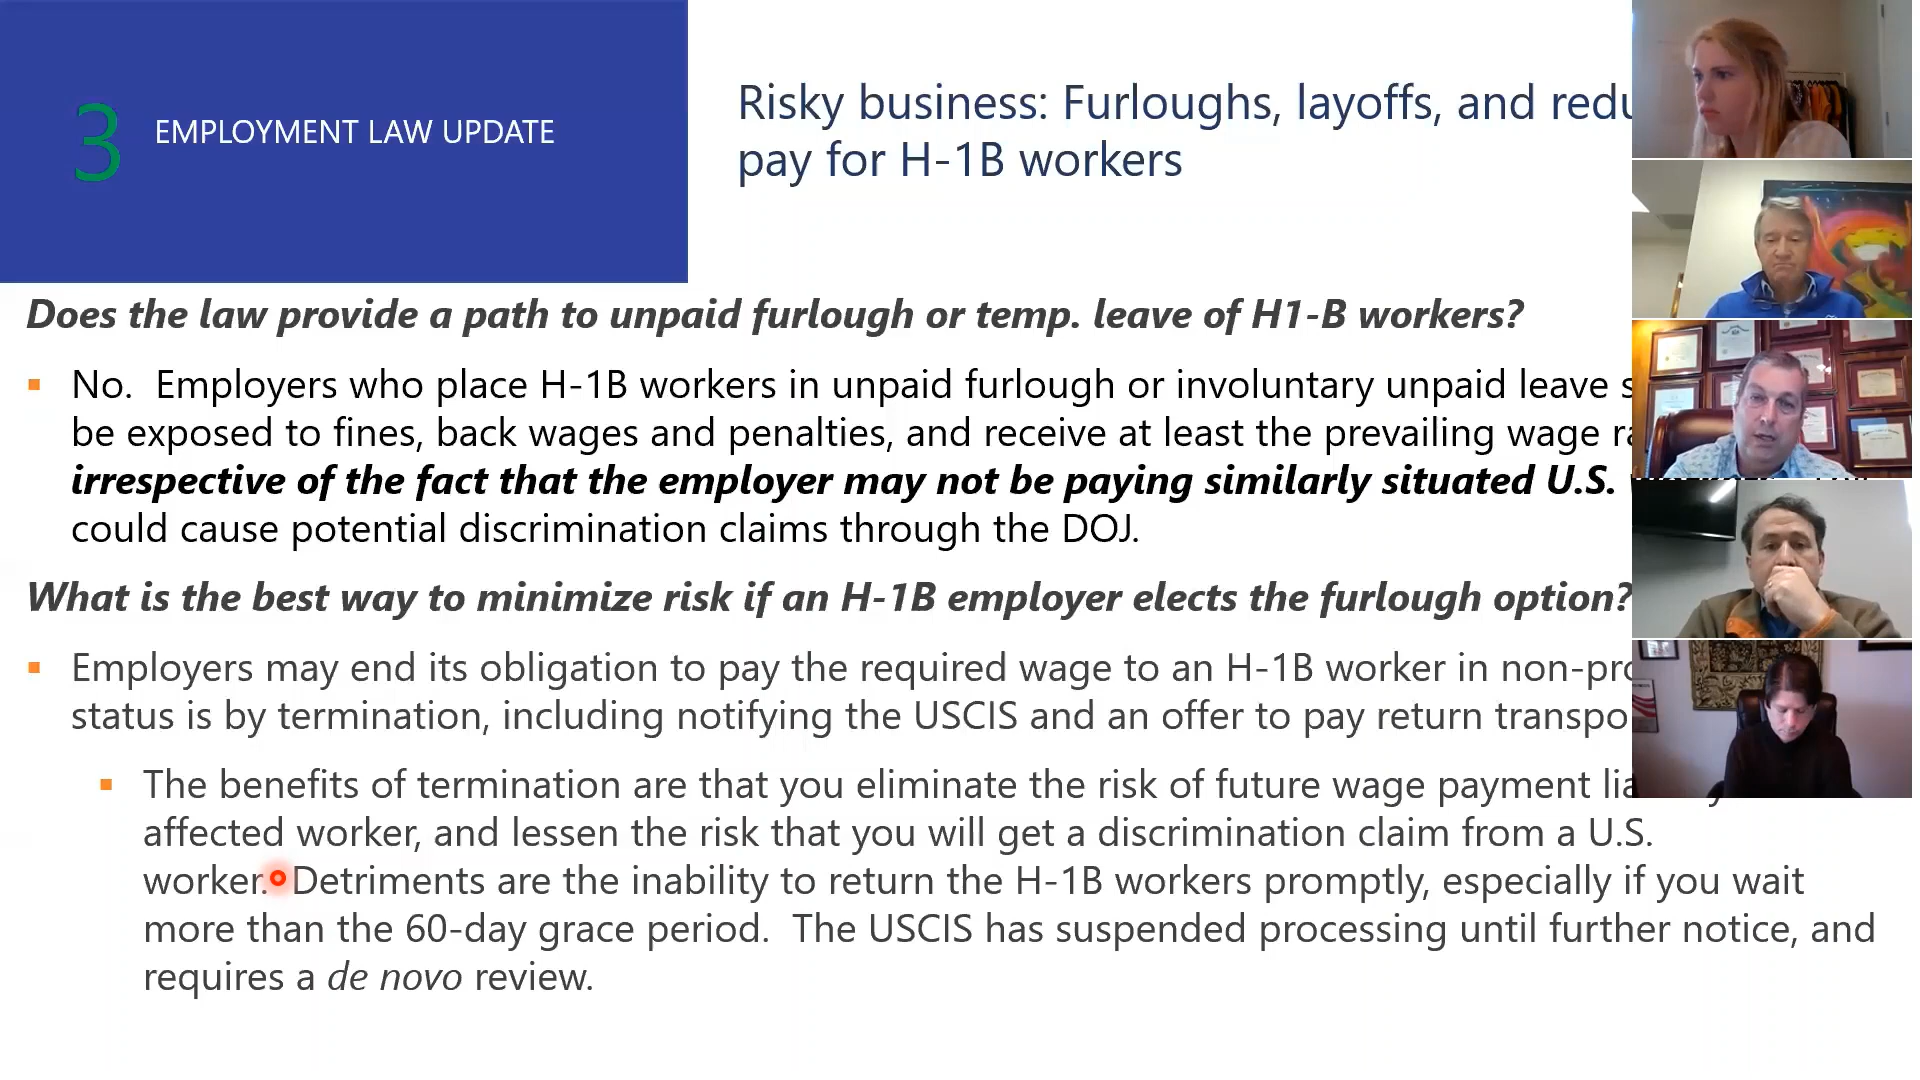 3
EMPLOYMENT LAW UPDATE
Risky business: Furloughs, layoffs, and
pay for H-1B workers
Does the law provide a path to unpaid furlough or temp. leave of H1-B workers?
▪ No.  Employers who place H-1B workers in unpaid furlough or involuntary unpaid leave
be exposed to fines, back wages and penalties, and receive at least the prevailing wage
irrespective of the fact that the employer may not be paying similarly situated U.S.
could cause potential discrimination claims through the DOJ.
What is the best way to minimize risk if an H-1B employer elects the furlough option?
▪ Employers may end its obligation to pay the required wage to an H-1B worker in
status is by termination, including notifying the USCIS and an offer to pay return
▪ The benefits of termination are that you eliminate the risk of future wage payment
affected worker, and lessen the risk that you will get a discrimination claim from a U.S.
worker. Detriments are the inability to return the H-1B workers promptly, especially if you wait
more than the 60-day grace period.  The USCIS has suspended processing until further notice, and
requires a de novo review.